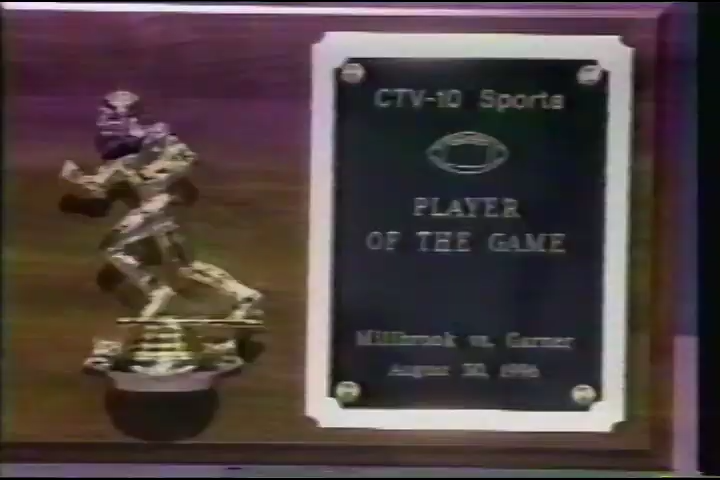 CTV-10 Sports
PLAYER
OF THE GAME
Millbrook vs. Garner
August 30, 1996